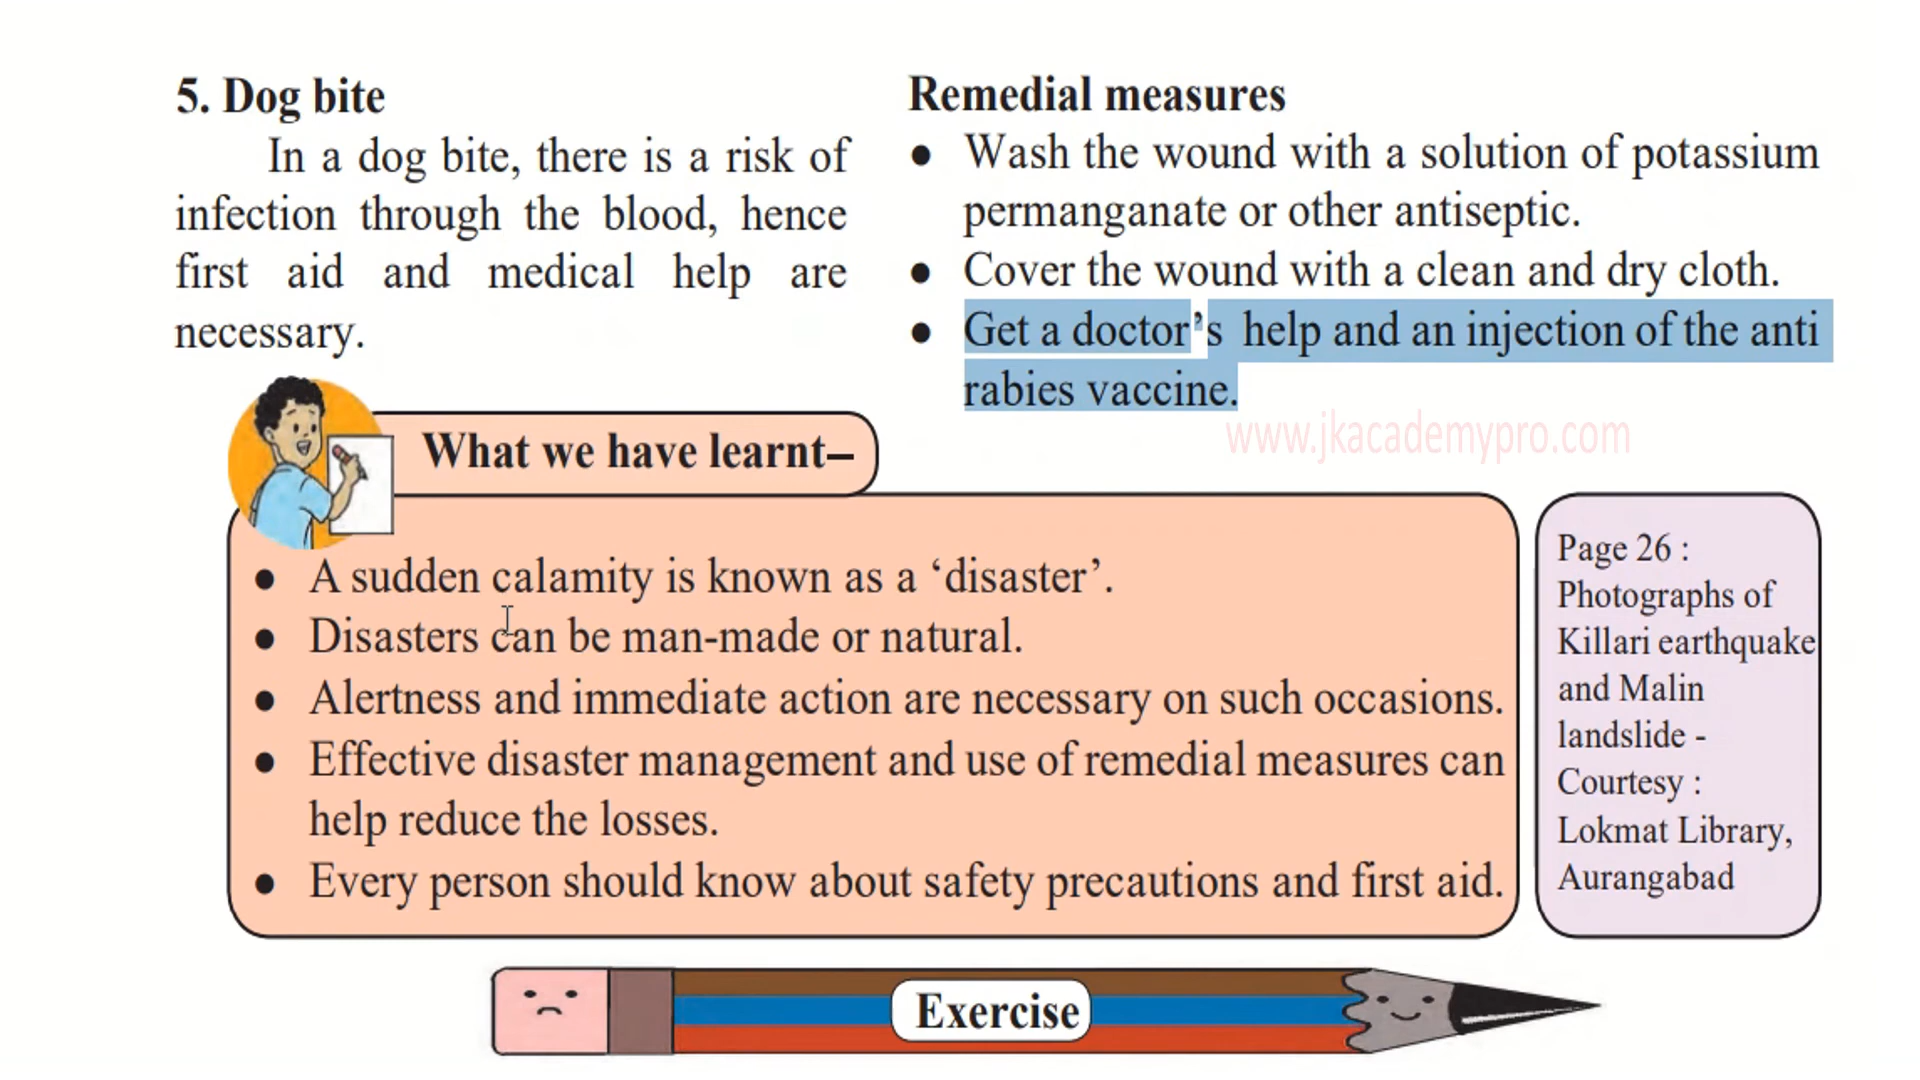 5. Dog bite
In a dog bite, there is a risk of
infection through the blood, hence
first aid and medical help are
necessary.
Remedial measures
● Wash the wound with a solution of potassium
permanganate or other antiseptic.
● Cover the wound with a clean and dry cloth.
● Get a doctor’s help and an injection of the anti
rabies vaccine.
www.jkacademypro.com
What we have learnt–
● A sudden calamity is known as a ‘disaster’.
● Disasters can be man-made or natural.
● Alertness and immediate action are necessary on such occasions.
● Effective disaster management and use of remedial measures can
help reduce the losses.
● Every person should know about safety precautions and first aid.
Page 26 :
Photographs of
Killari earthquake
and Malin
landslide -
Courtesy :
Lokmat Library,
Aurangabad
Exercise